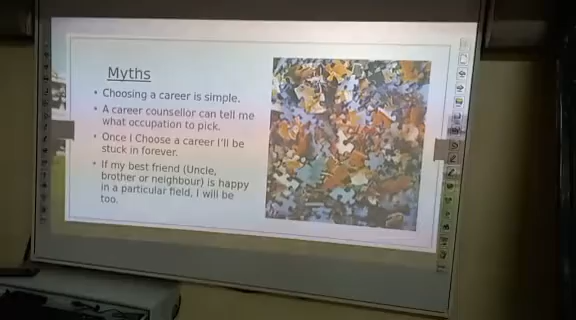 Myths
• Choosing a career is simple.
• A career counsellor can tell me
what occupation to pick.
• Once I Choose a career I'll be
stuck in forever.
• If my best friend (Uncle,
brother or neighbour) is happy
in a particular field, I will be
too.